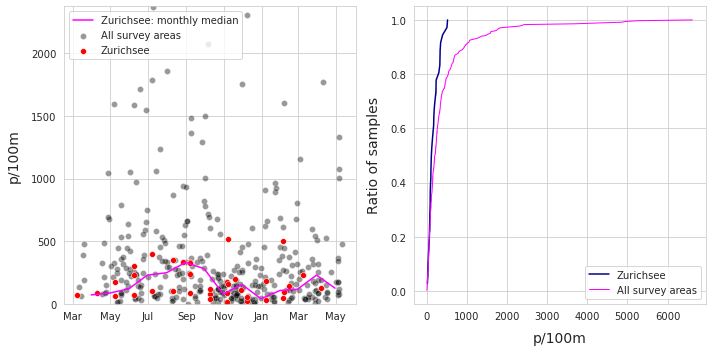 Zurichsee: monthly median
All survey areas
Zurichsee
p/100m
2000
1500
1000
500
0
Mar
May
Jul
Sep
Nov
Jan
Mar
May
Ratio of samples
1.0
0.8
0.6
0.4
0.2
0.0
Zurichsee
All survey areas
0
1000
2000
3000
4000
5000
6000
p/100m